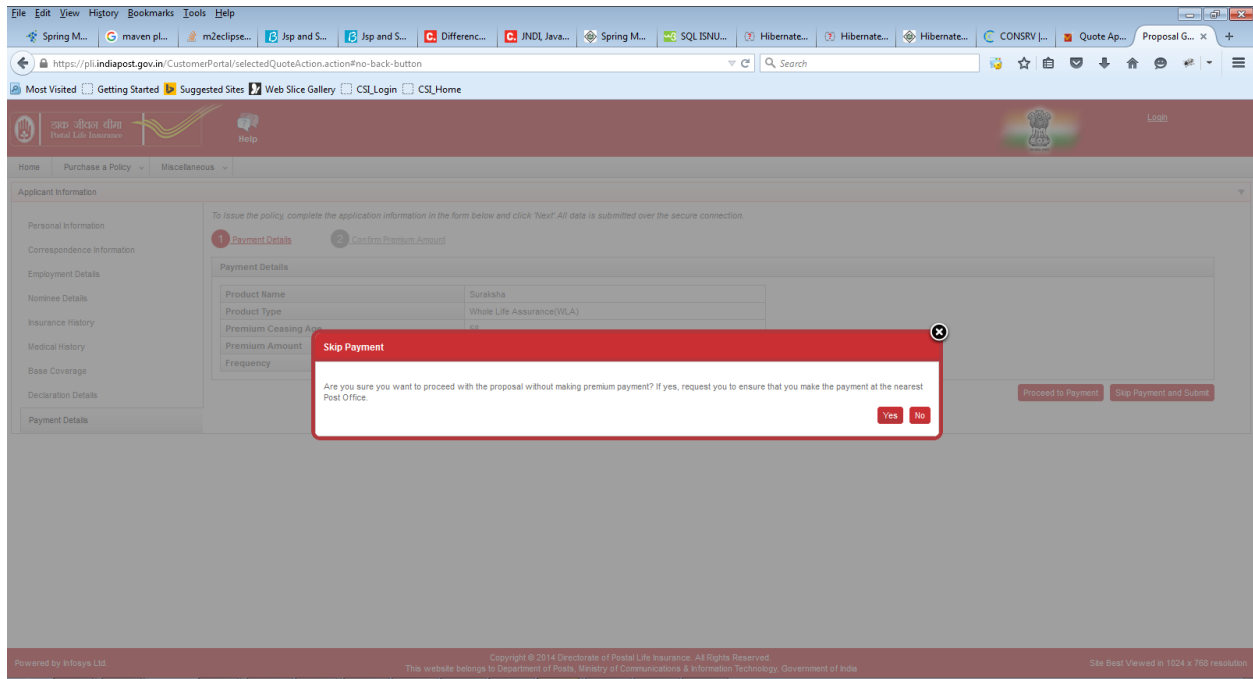 File Edit View History Bookmarks Tools Help
Spring M... maven pl... m2eclipse... Jsp and S... Jsp and S... Differenc... JNDI, Java... Spring M... SQL ISNU... Hibernate... Hibernate... Hibernate... CONSRV |... Quote Ap... Proposal G... × +
https://pli.indiapost.gov.in/CustomerPortal/selectedQuoteAction.action#no-back-button Search
Most Visited Getting Started Suggested Sites Web Slice Gallery CSI_Login CSI_Home
डाक जीवन बीमा
Postal Life Insurance
Help
Login
Home Purchase a Policy Miscellaneous
Applicant Information
Personal Information
Correspondence Information
Employment Details
Nominee Details
Insurance History
Medical History
Base Coverage
Declaration Details
Payment Details
To Issue the policy, complete the application information in the form below and click 'Next'.All data is submitted over the secure connection.
1 Payment Details 2 Confirm Premium Amount
Payment Details
Product Name Suraksha
Product Type Whole Life Assurance(WLA)
Premium Ceasing Age 58
Premium Amount
Frequency
Skip Payment
Are you sure you want to proceed with the proposal without making premium payment? If yes, request you to ensure that you make the payment at the nearest
Post Office.
Yes No
Proceed to Payment Skip Payment and Submit
Powered by Infosys Ltd.
Copyright © 2014 Directorate of Postal Life Insurance. All Rights Reserved.
This website belongs to Department of Posts, Ministry of Communications & Information Technology, Government of India
Site Best Viewed in 1024 x 768 resolution